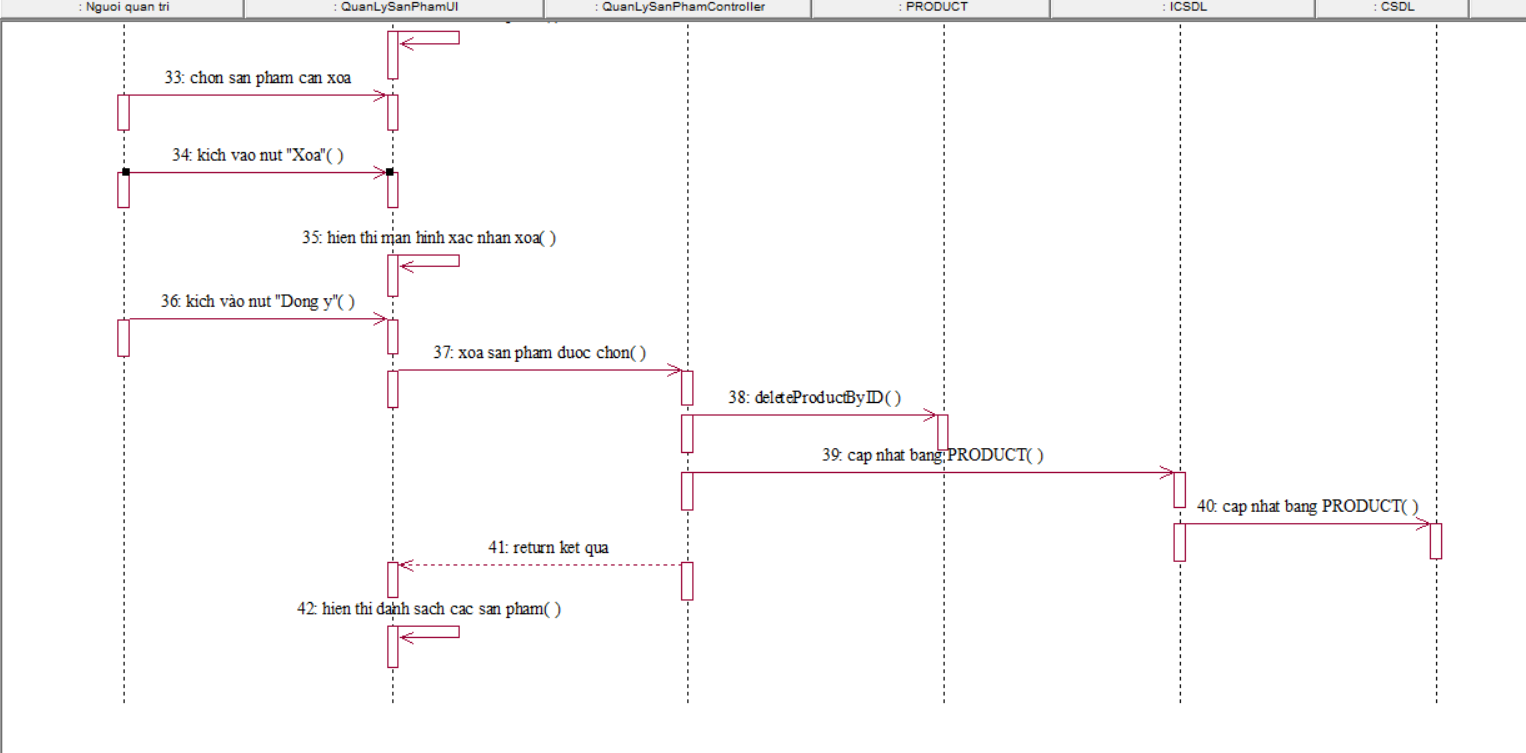 : Nguoi quan tri
: QuanLySanPhamUI
: QuanLySanPhamController
: PRODUCT
: ICSDL
: CSDL
33: chon san pham can xoa
34: kich vao nut "Xoa"( )
35: hien thi man hinh xac nhan xoa( )
36: kich vào nut "Dong y"( )
37: xoa san pham duoc chon( )
38: deleteProductByID( )
39: cap nhat bang PRODUCT( )
40: cap nhat bang PRODUCT( )
41: return ket qua
42: hien thi danh sach cac san pham( )